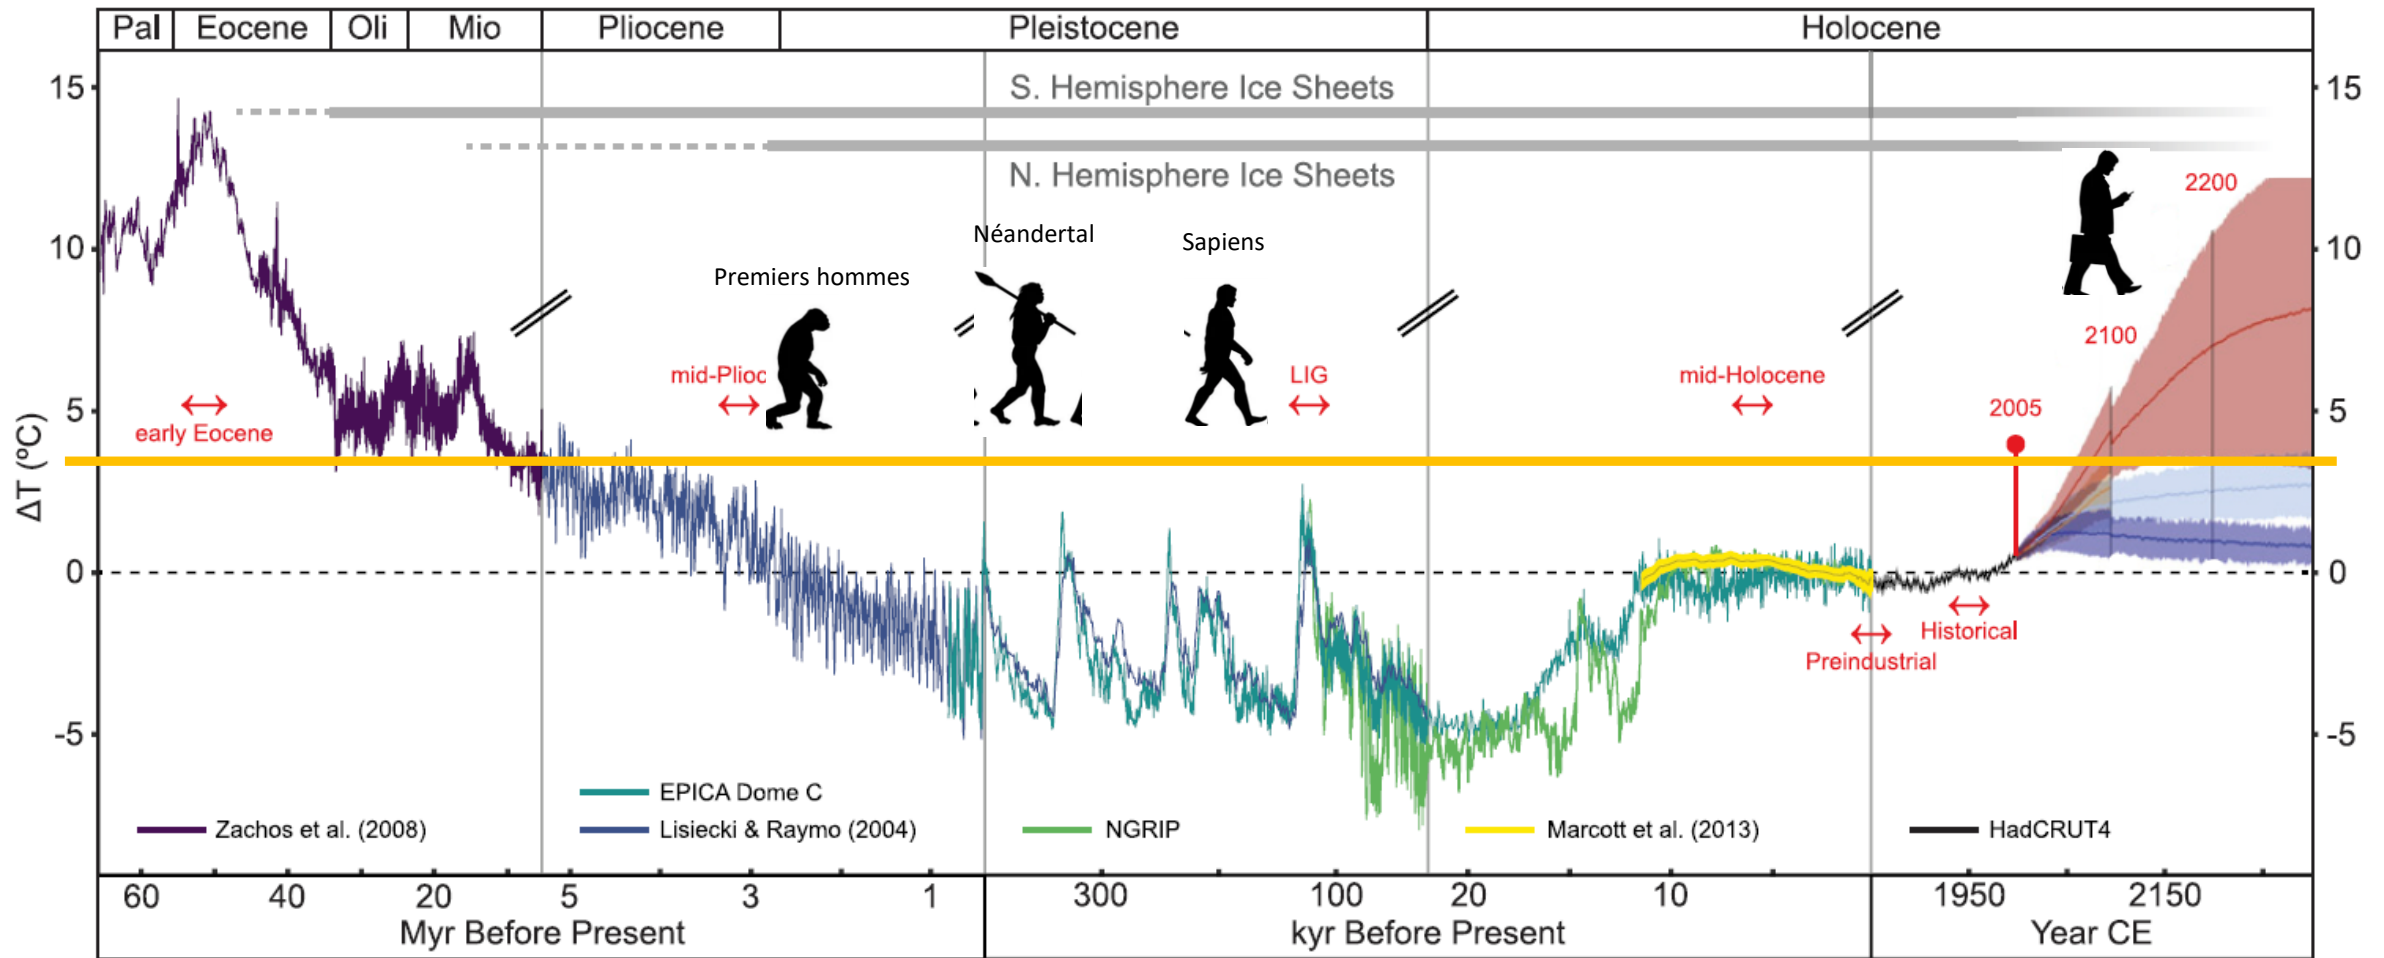 Pal Eocene Oli Mio Pliocene Pleistocene Holocene
15 S. Hemisphere Ice Sheets 15
N. Hemisphere Ice Sheets
2200
Néandertal Sapiens
10 10
Premiers hommes
2100
mid-Plioc LIG mid-Holocene
5 2005 5
early Eocene
ΔT (ºC)
0 0
Historical
Preindustrial
-5 -5
EPICA Dome C
Zachos et al. (2008) Lisiecki & Raymo (2004) NGRIP Marcott et al. (2013) HadCRUT4
60 40 20 5 3 1 300 100 20 10 1950 2150
Myr Before Present kyr Before Present Year CE